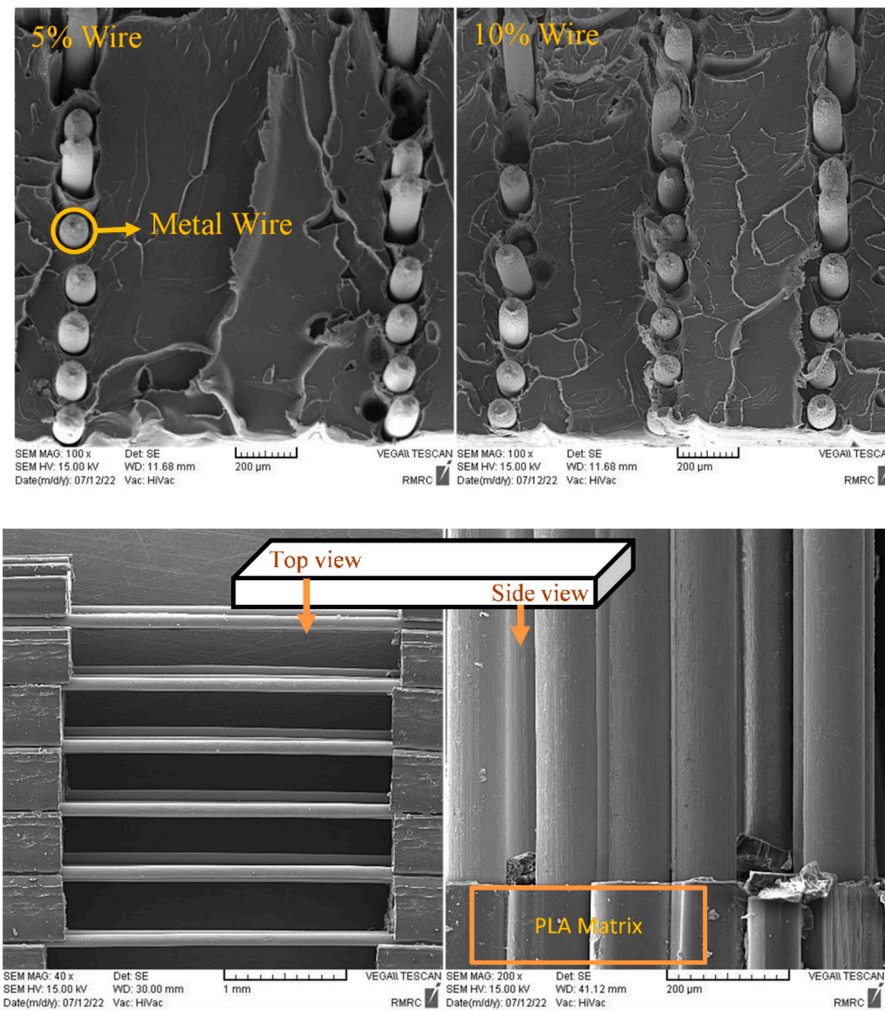 5% Wire
Metal Wire
SEM MAG: 100 x Det: SE
SEM HV: 15.00 kV WD: 11.68 mm 200 µm VEGA\\ TESCAN
Date(m/d/y): 07/12/22 Vac: HiVac RMRC
10% Wire
SEM MAG: 100 x Det: SE
SEM HV: 15.00 kV WD: 11.68 mm 200 µm VEGA\\ TESCAN
Date(m/d/y): 07/12/22 Vac: HiVac RMRC
Top view
Side view
SEM MAG: 40 x Det: SE VEGA\\ TESCAN
SEM HV: 15.00 kV WD: 30.00 mm 1 mm
Date(m/d/y): 07/12/22 Vac: HiVac RMRC
PLA Matrix
SEM MAG: 200 x Det: SE VEGA\\ TESCAN
SEM HV: 15.00 kV WD: 41.12 mm 200 µm
Date(m/d/y): 07/12/22 Vac: HiVac RMRC